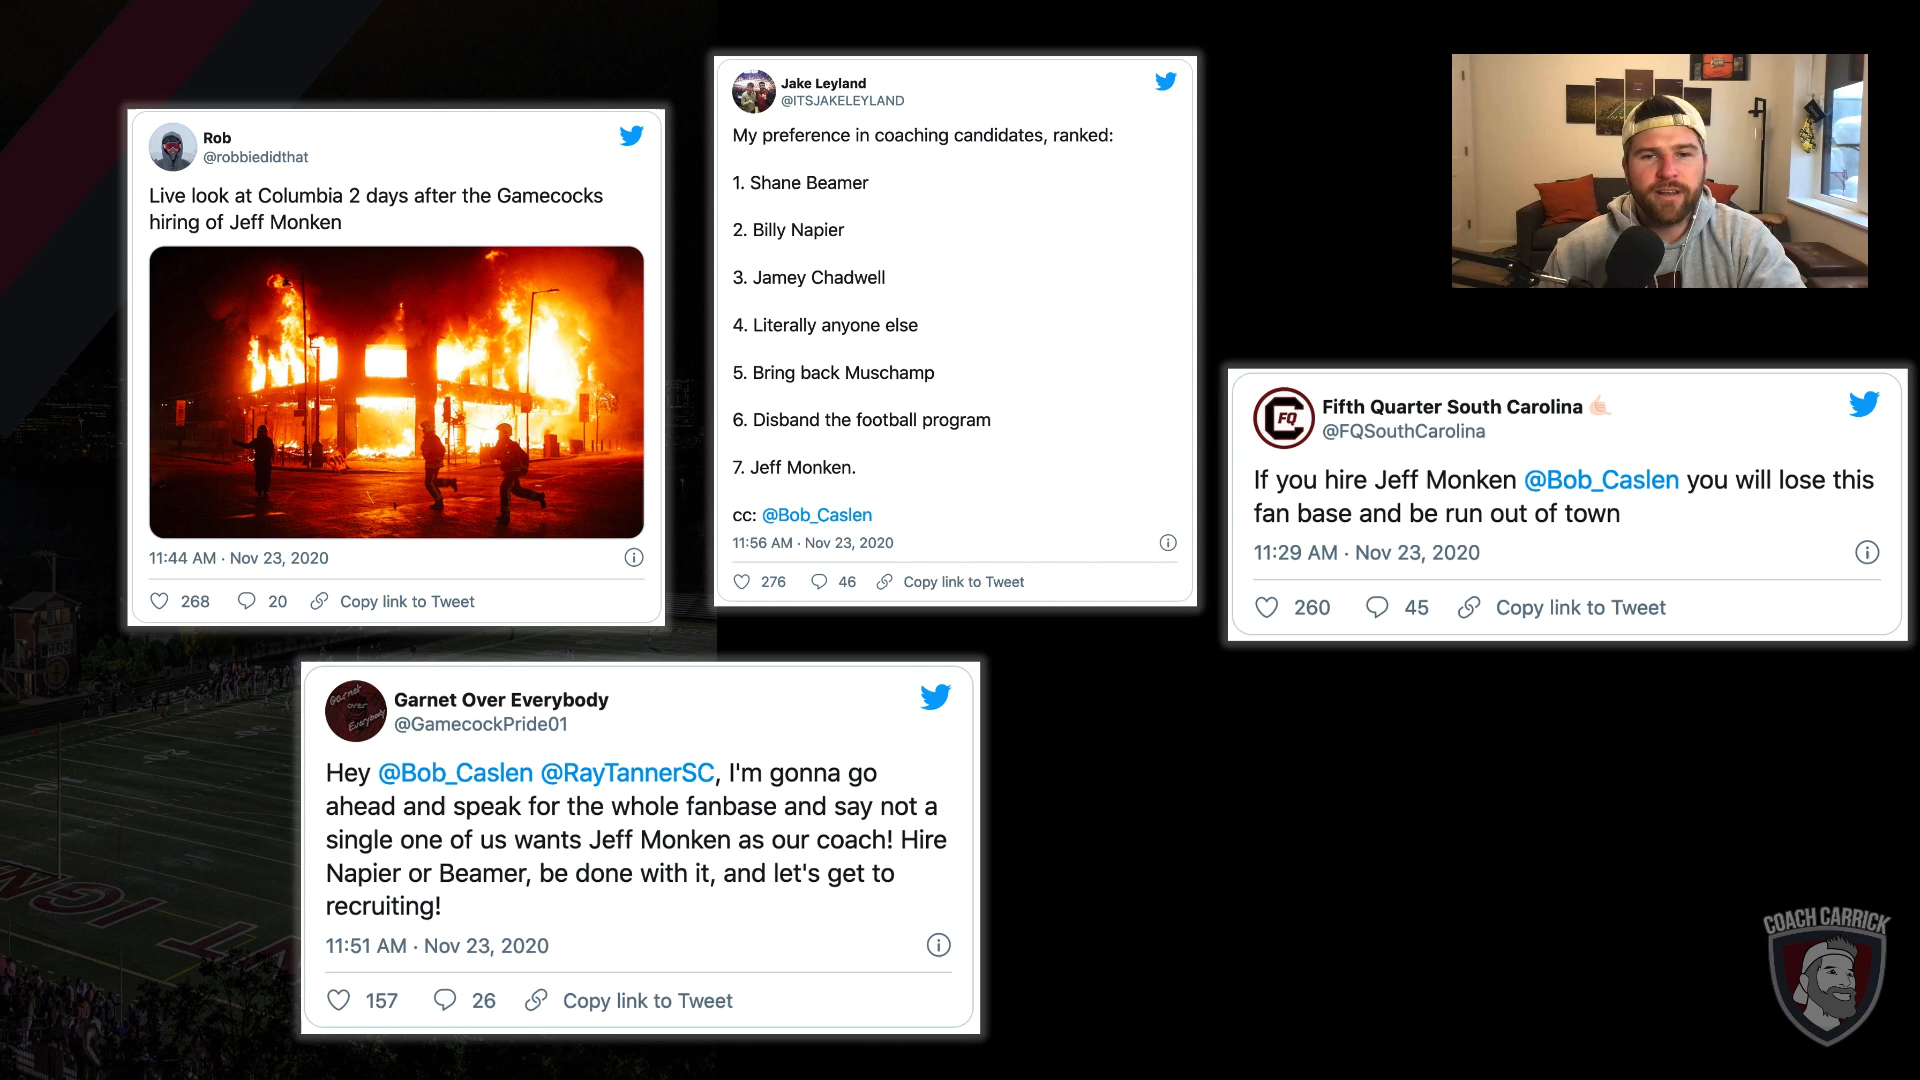 Rob
@robbiedidthat
Live look at Columbia 2 days after the Gamecocks
hiring of Jeff Monken
11:44 AM · Nov 23, 2020
268 20 Copy link to Tweet
Jake Leyland
@ITSJAKELEYLAND
My preference in coaching candidates, ranked:
1. Shane Beamer
2. Billy Napier
3. Jamey Chadwell
4. Literally anyone else
5. Bring back Muschamp
6. Disband the football program
7. Jeff Monken.
cc: @Bob_Caslen
11:56 AM · Nov 23, 2020
276 46 Copy link to Tweet
FQ
Fifth Quarter South Carolina 🤙🏻
@FQSouthCarolina
If you hire Jeff Monken @Bob_Caslen you will lose this
fan base and be run out of town
11:29 AM · Nov 23, 2020
260 45 Copy link to Tweet
Garnet
over
Everybody
Garnet Over Everybody
@GamecockPride01
Hey @Bob_Caslen @RayTannerSC, I'm gonna go
ahead and speak for the whole fanbase and say not a
single one of us wants Jeff Monken as our coach! Hire
Napier or Beamer, be done with it, and let's get to
recruiting!
11:51 AM · Nov 23, 2020
157 26 Copy link to Tweet
COACH CARRICK